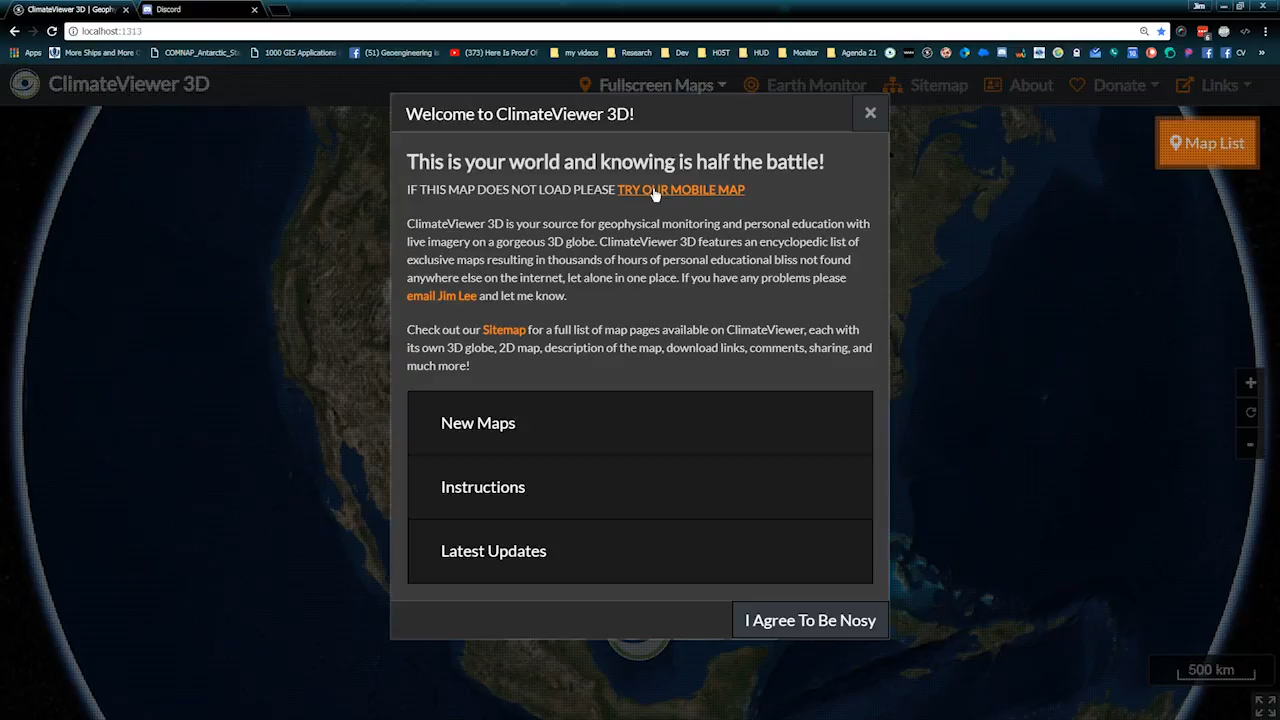 ClimateViewer 3D | Geoph
Discord
Jim
localhost:1313
Apps
More Ships and More C
COMNAP_Antarctic_Sta
1000 GIS Applications
(51) Geoengineering is
(373) Here Is Proof O
my videos
Research
Dev
H0ST
HUD
Monitor
Agenda 21
CV
ClimateViewer 3D
Fullscreen Maps
Earth Monitor
Sitemap
About
Donate
Links
Map List
Welcome to ClimateViewer 3D!
This is your world and knowing is half the battle!
IF THIS MAP DOES NOT LOAD PLEASE TRY OUR MOBILE MAP
ClimateViewer 3D is your source for geophysical monitoring and personal education with
live imagery on a gorgeous 3D globe. ClimateViewer 3D features an encyclopedic list of
exclusive maps resulting in thousands of hours of personal educational bliss not found
anywhere else on the internet, let alone in one place. If you have any problems please
email Jim Lee and let me know.
Check out our Sitemap for a full list of map pages available on ClimateViewer, each with
its own 3D globe, 2D map, description of the map, download links, comments, sharing, and
much more!
New Maps
Instructions
Latest Updates
I Agree To Be Nosy
500 km